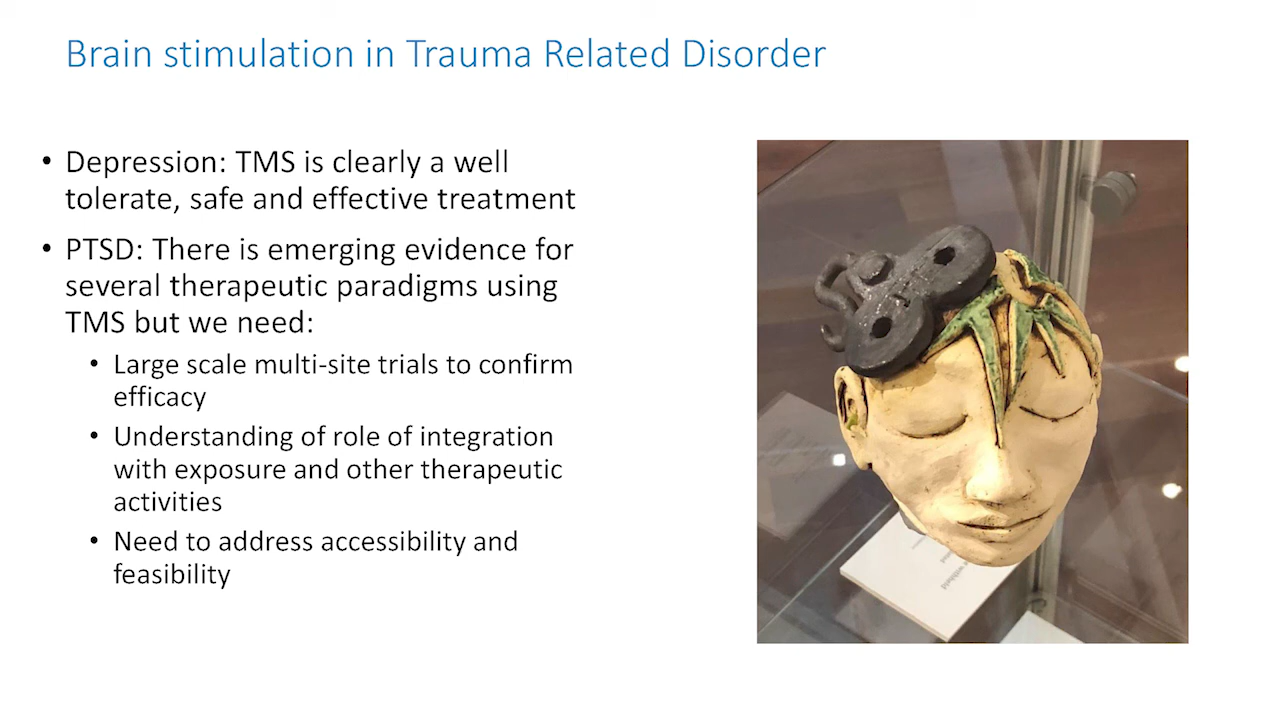 Brain stimulation in Trauma Related Disorder
• Depression: TMS is clearly a well
tolerate, safe and effective treatment
• PTSD: There is emerging evidence for
several therapeutic paradigms using
TMS but we need:
• Large scale multi-site trials to confirm
efficacy
• Understanding of role of integration
with exposure and other therapeutic
activities
• Need to address accessibility and
feasibility